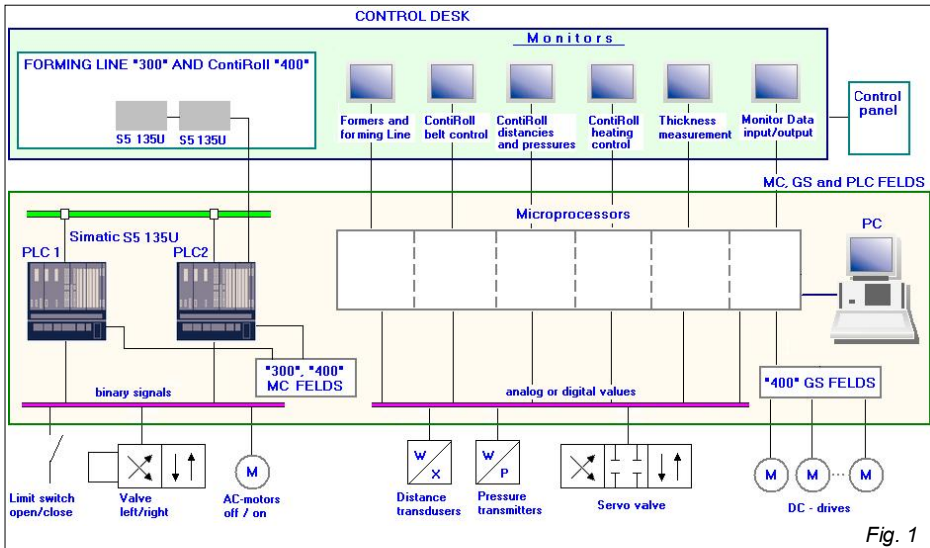 CONTROL DESK
FORMING LINE "300" AND ContiRoll "400"
S5 135U
S5 135U
Monitors
Formers and
forming Line
ContiRoll
belt control
ContiRoll
distancies
and pressures
ContiRoll
heating
control
Thickness
measurement
Monitor Data
input/output
Control
panel
MC, GS and PLC FELDS
Simatic S5 135U
PLC 1
PLC2
Microprocessors
PC
"300", "400"
MC FELDS
binary signals
analog or digital values
"400" GS FELDS
Limit switch
open/close
Valve
left/right
M
AC-motors
off / on
W
X
Distance
transdusers
W
P
Pressure
transmitters
Servo valve
M
M
M
DC - drives
Fig. 1